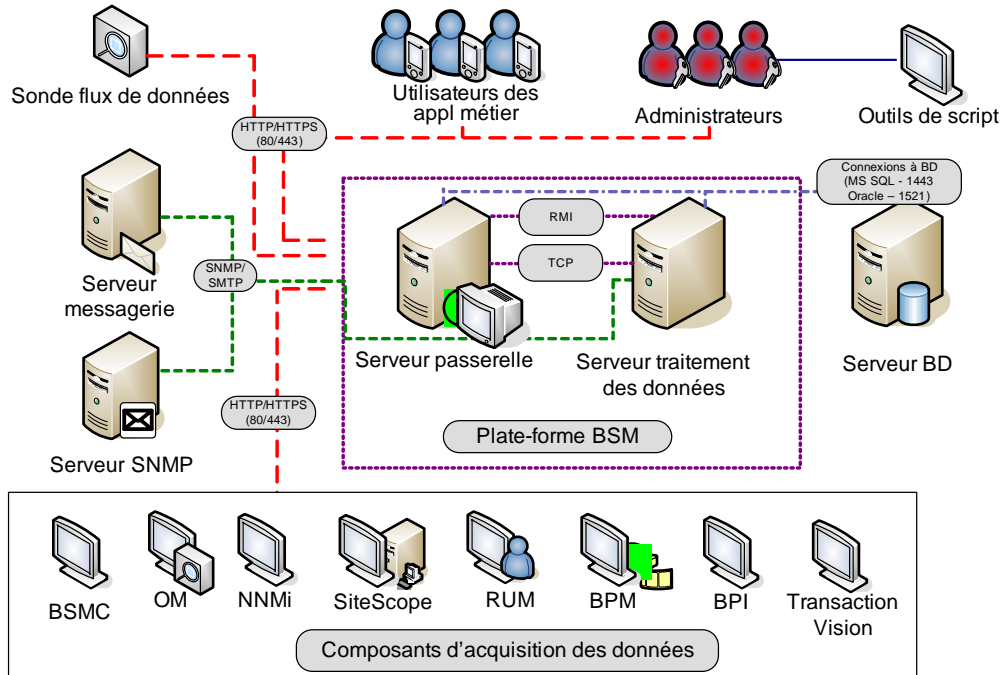 Sonde flux de données
Utilisateurs des
appl métier
Administrateurs
Outils de script
HTTP/HTTPS
(80/443)
Connexions à BD
(MS SQL - 1443
Oracle – 1521)
RMI
TCP
SNMP/
SMTP
Serveur
messagerie
Serveur passerelle
Serveur traitement
des données
Serveur BD
HTTP/HTTPS
(80/443)
Plate-forme BSM
Serveur SNMP
BSMC
OM
NNMi
SiteScope
RUM
BPM
BPI
Transaction
Vision
Composants d'acquisition des données